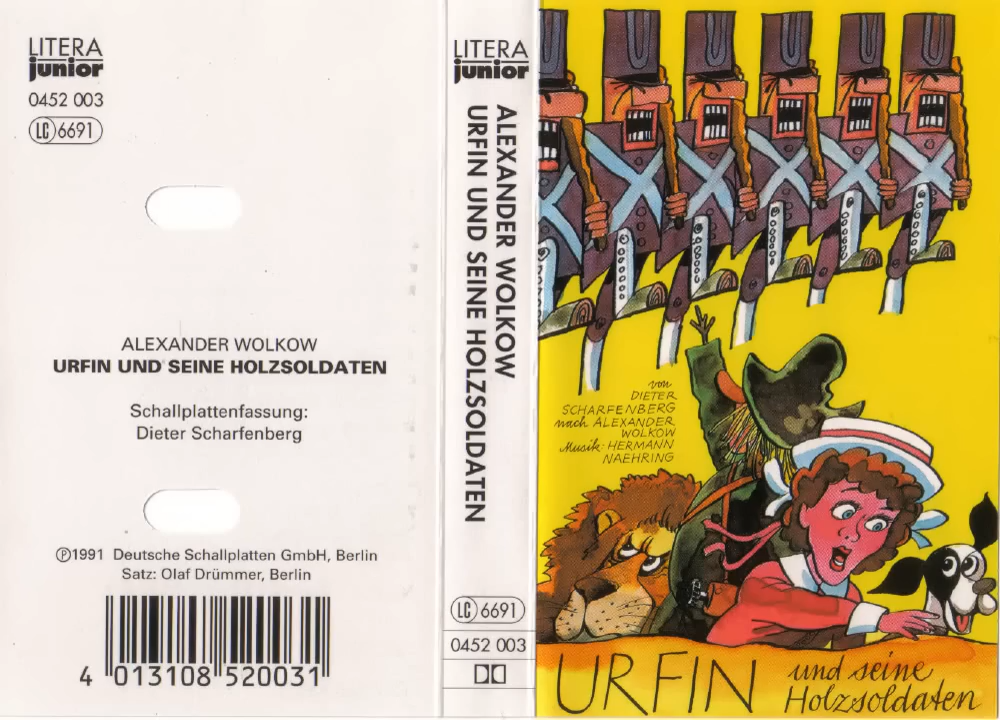 LITERA
junior
0452 003
LC 6691
ALEXANDER WOLKOW
URFIN UND SEINE HOLZSOLDATEN
Schallplattenfassung:
Dieter Scharfenberg
℗1991 Deutsche Schallplatten GmbH, Berlin
Satz: Olaf Drümmer, Berlin
4 013108 520031
LITERA
junior
ALEXANDER WOLKOW
URFIN UND SEINE HOLZSOLDATEN
LC 6691
0452 003
von
DIETER
SCHARFENBERG
nach ALEXANDER
WOLKOW
Musik: HERMANN
NAEHRING
URFIN und seine
Holzsoldaten